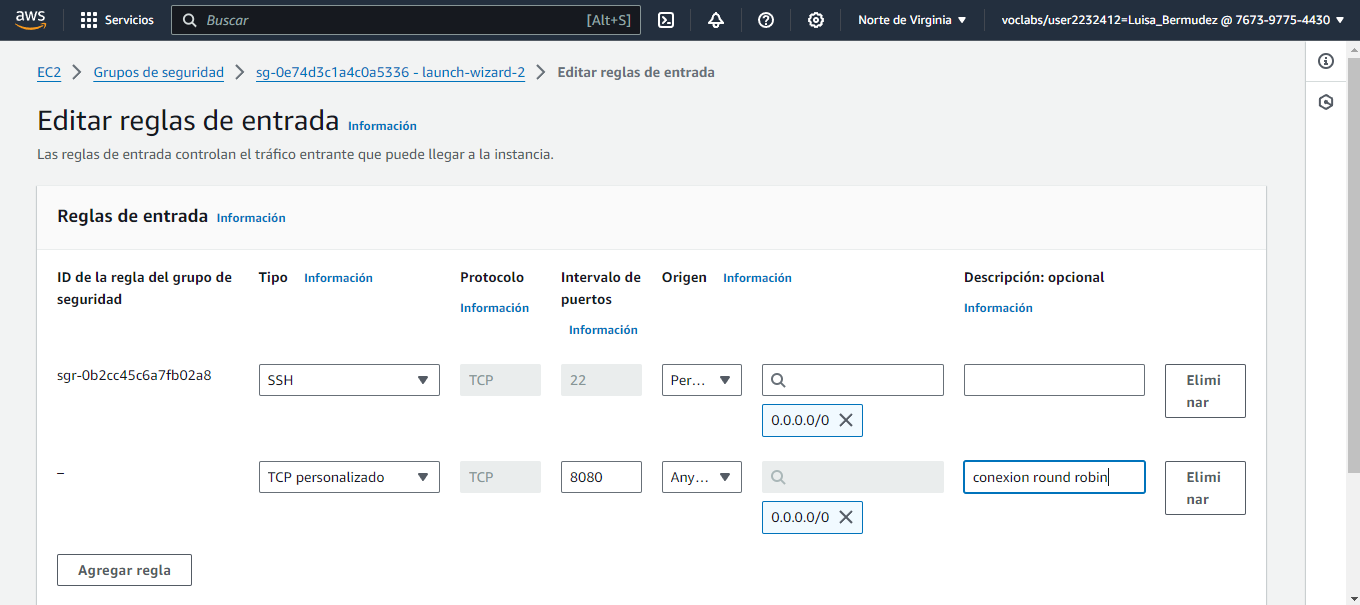 aws
Servicios
Buscar [Alt+S]
Norte de Virginia
voclabs/user2232412=Luisa_Bermudez @ 7673-9775-4430
EC2 > Grupos de seguridad > sg-0e74d3c1a4c0a5336 - launch-wizard-2 > Editar reglas de entrada
Editar reglas de entrada Información
Las reglas de entrada controlan el tráfico entrante que puede llegar a la instancia.
Reglas de entrada Información
ID de la regla del grupo de
seguridad
Tipo Información
Protocolo
Información
Intervalo de
puertos
Información
Origen Información
Descripción: opcional
Información
sgr-0b2cc45c6a7fb02a8
SSH
TCP
22
Per...
0.0.0.0/0
Elimi
nar
–
TCP personalizado
TCP
8080
Any...
0.0.0.0/0
conexion round robin
Elimi
nar
Agregar regla